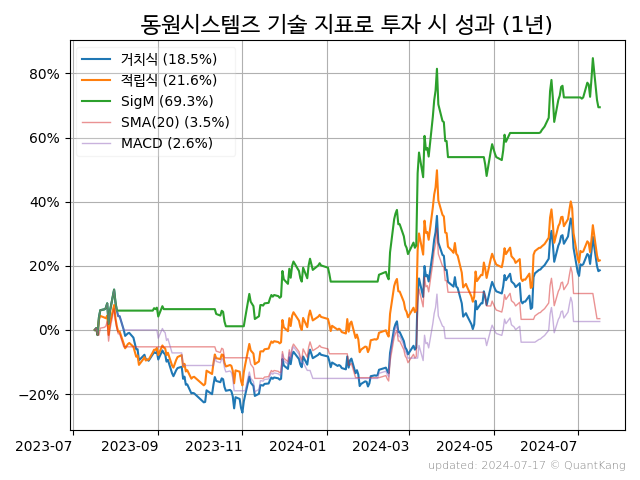 동원시스템즈 기술 지표로 투자 시 성과 (1년)
거치식 (18.5%)
적립식 (21.6%)
SigM (69.3%)
SMA(20) (3.5%)
MACD (2.6%)
80%
60%
40%
20%
0%
−20%
2023-07 2023-09 2023-11 2024-01 2024-03 2024-05 2024-07
updated: 2024-07-17 © QuantKang